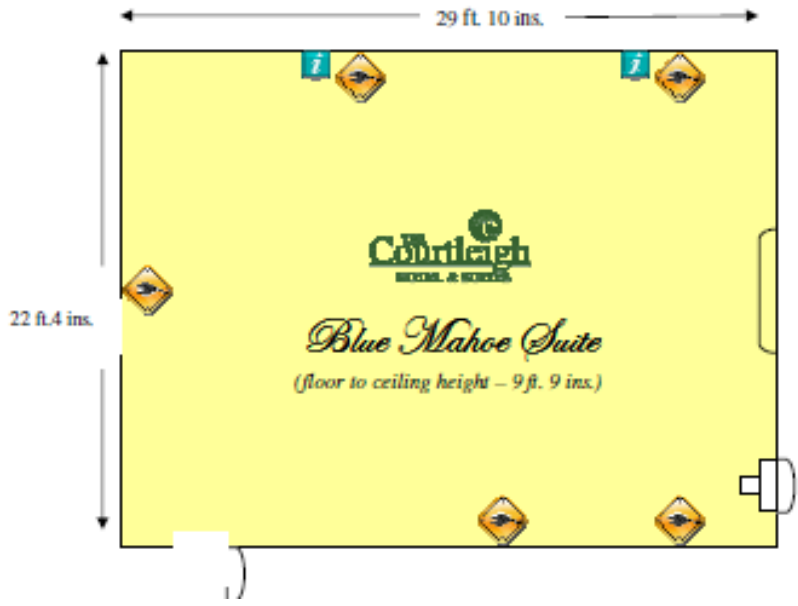 29 ft. 10 ins.
i
i
Courtleigh
22 ft.4 ins.
Blue Mahoe Suite
(floor to ceiling height – 9 ft. 9 ins.)